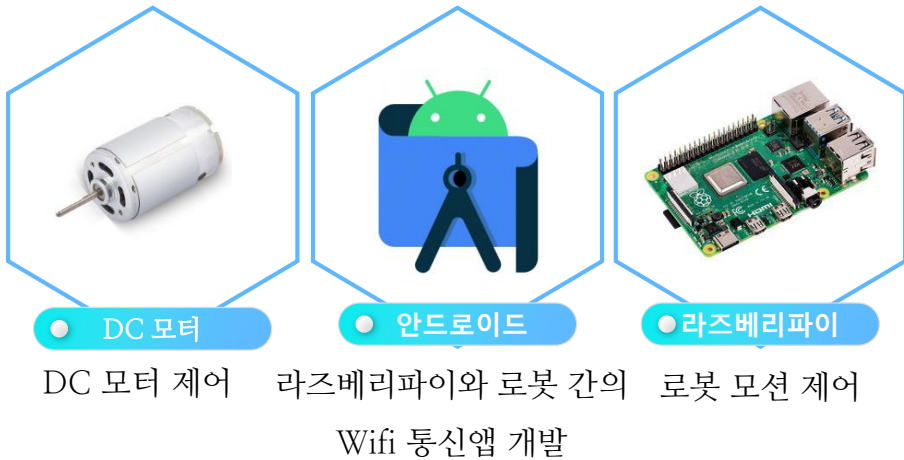 DC 모터
안드로이드
라즈베리파이
DC 모터 제어
라즈베리파이와 로봇 간의
Wifi 통신앱 개발
로봇 모션 제어